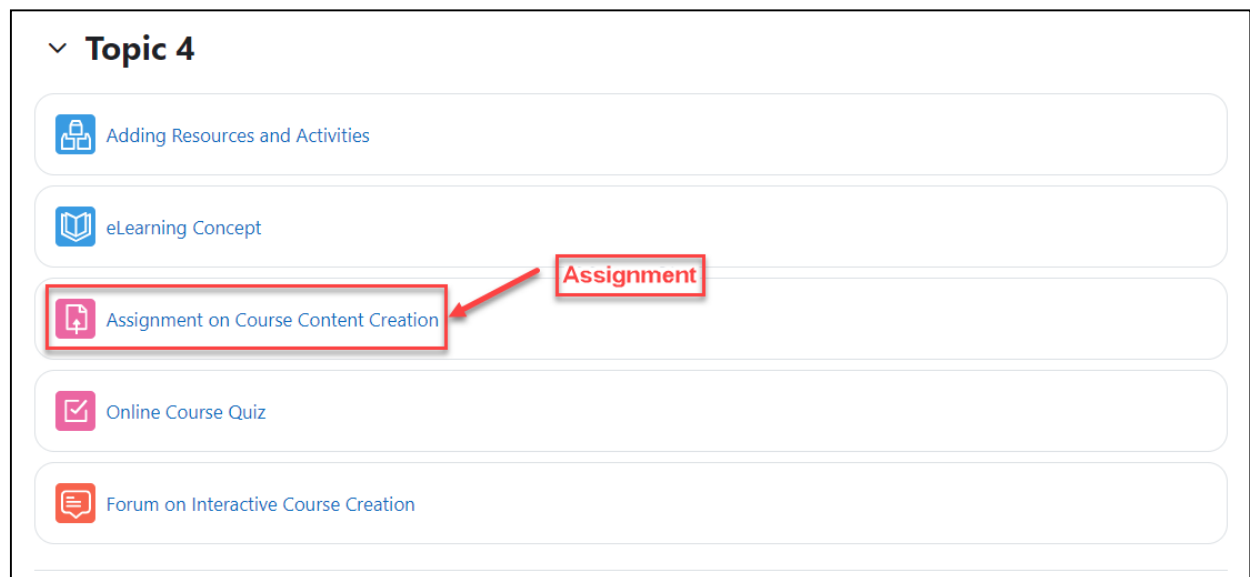 Topic 4
Adding Resources and Activities
eLearning Concept
Assignment
Assignment on Course Content Creation
Online Course Quiz
Forum on Interactive Course Creation